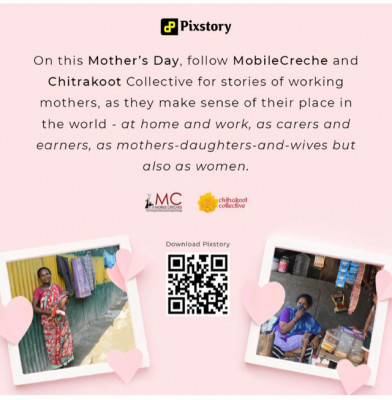 Pixstory
On this Mother's Day, follow MobileCreche and
Chitrakoot Collective for stories of working
mothers, as they make sense of their place in
the world - at home and work, as carers and
earners, as mothers-daughters-and-wives but
also as women.
MC
MOBILE CRECHES
chitrakoot
collective
Download Pixstory